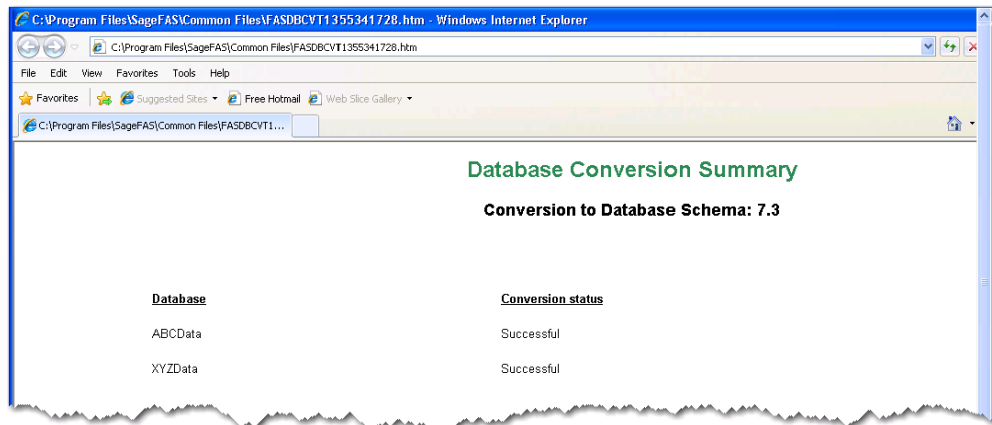 C:\Program Files\SageFAS\Common Files\FASDBCVT1355341728.htm - Windows Internet Explorer
C:\Program Files\SageFAS\Common Files\FASDBCVT1355341728.htm
File Edit View Favorites Tools Help
Favorites Suggested Sites Free Hotmail Web Slice Gallery
C:\Program Files\SageFAS\Common Files\FASDBCVT1...
Database Conversion Summary
Conversion to Database Schema: 7.3
Database Conversion status
ABCData Successful
XYZData Successful